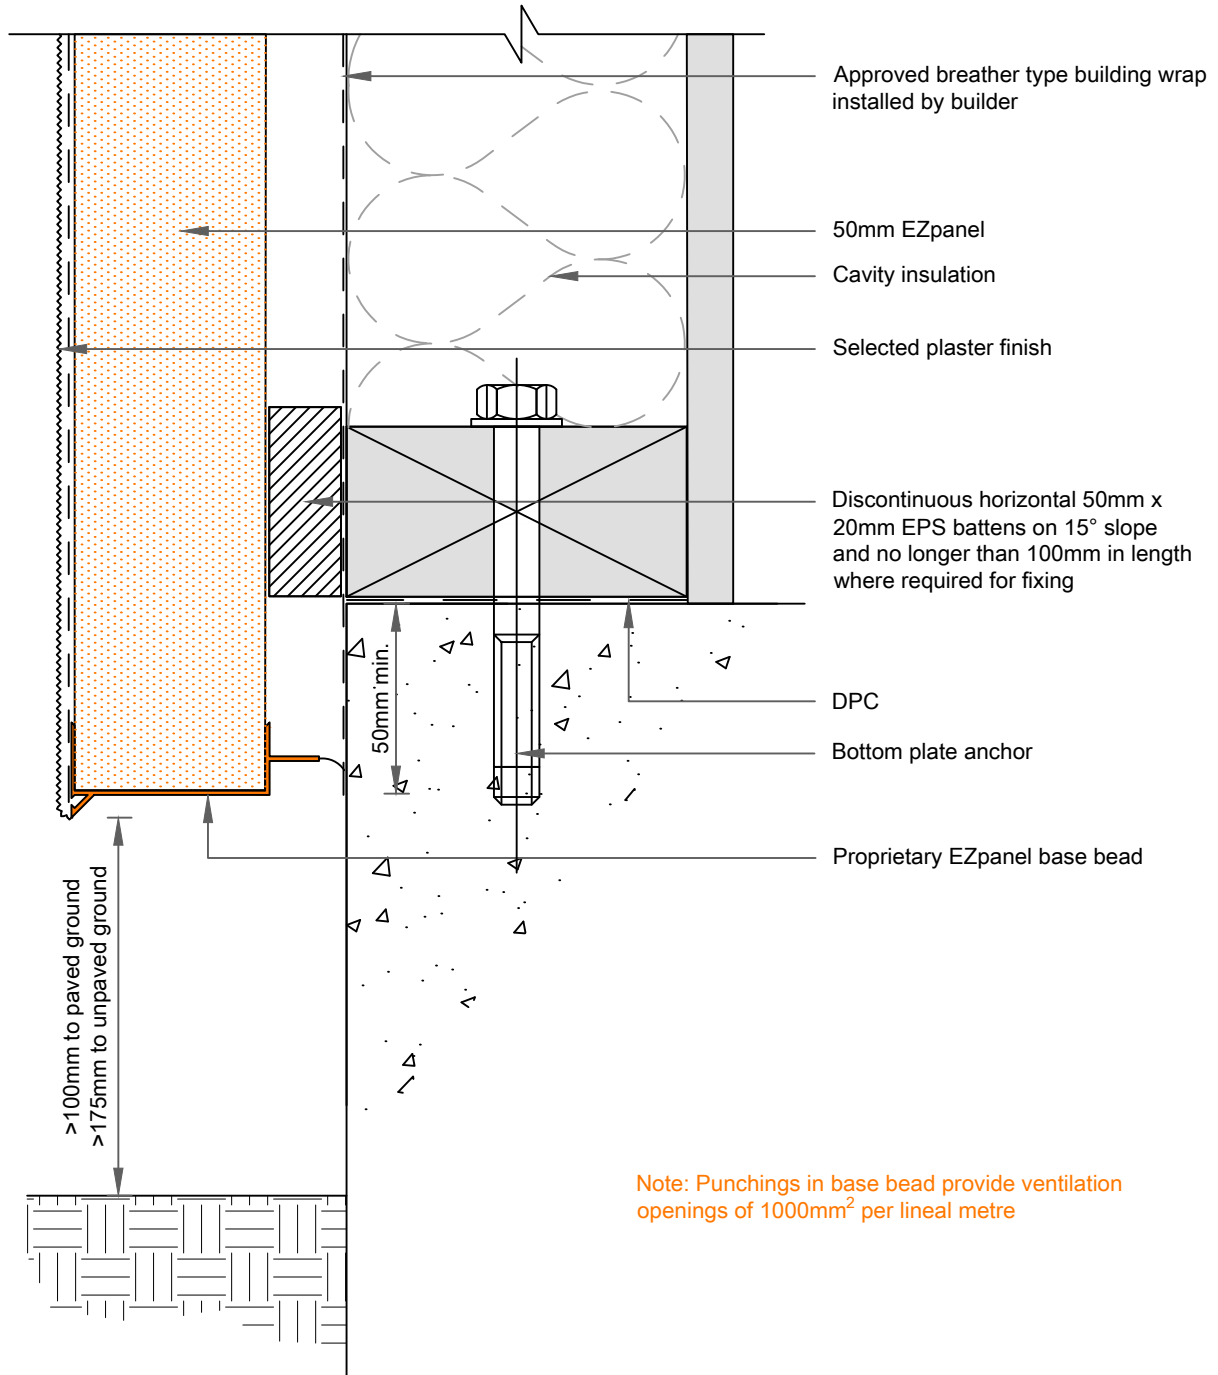 Approved breather type building wrap
installed by builder
50mm EZpanel
Cavity insulation
Selected plaster finish
Discontinuous horizontal 50mm x
20mm EPS battens on 15° slope
and no longer than 100mm in length
where required for fixing
50mm min.
DPC
Bottom plate anchor
Proprietary EZpanel base bead
>100mm to paved ground
>175mm to unpaved ground
Note: Punchings in base bead provide ventilation
openings of 1000mm² per lineal metre